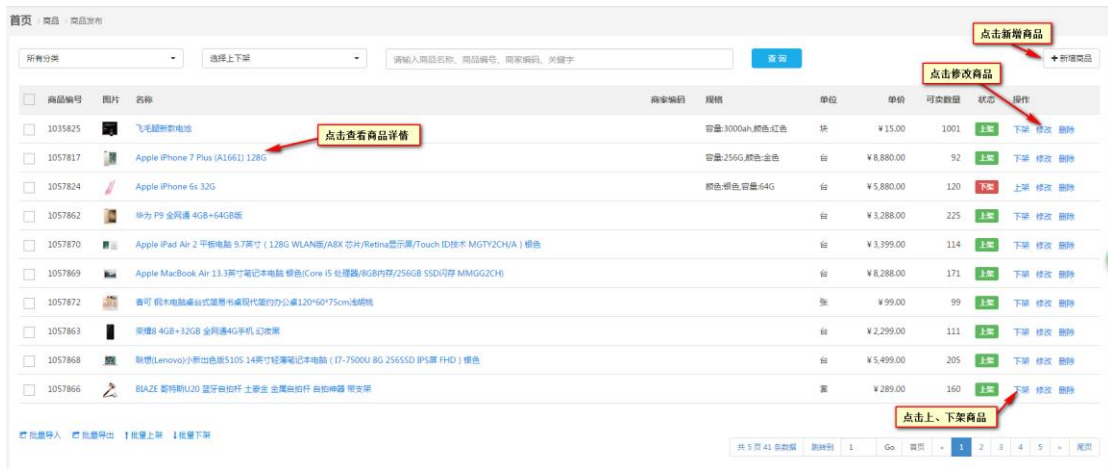 首页 › 商品 › 商品发布
点击新增商品
所有分类 选择上下架 请输入商品名称、商品编号、商家编码、关键字 查询 +新增商品
点击修改商品
商品编号 图片 名称 商家编码 规格 单位 单价 可卖数量 状态 操作
1035825 飞毛腿新款电池 容量:3000ah,颜色:红色 块 ¥15.00 1001 上架 下架 修改 删除
点击查看商品详情
1057817 Apple iPhone 7 Plus (A1661) 128G 容量:256G,颜色:金色 台 ¥8,880.00 92 上架 下架 修改 删除
1057824 Apple iPhone 6s 32G 颜色:银色,容量:64G 台 ¥5,880.00 120 下架 上架 修改 删除
1057862 华为 P9 全网通 4GB+64GB版 台 ¥3,288.00 225 上架 下架 修改 删除
1057870 Apple iPad Air 2 平板电脑 9.7英寸（128G WLAN版/A8X 芯片/Retina显示屏/Touch ID技术 MGTY2CH/A）银色 台 ¥3,399.00 114 上架 下架 修改 删除
1057869 Apple MacBook Air 13.3英寸笔记本电脑 银色(Core i5 处理器/8GB内存/256GB SSD闪存 MMGG2CH) 台 ¥8,288.00 171 上架 下架 修改 删除
1057872 香可 钢木电脑桌台式简易书桌现代简约办公桌120*60*75cm浅胡桃 张 ¥99.00 99 上架 下架 修改 删除
1057863 荣耀8 4GB+32GB 全网通4G手机 幻夜黑 台 ¥2,299.00 111 上架 下架 修改 删除
1057868 联想(Lenovo)小新出色版510S 14英寸轻薄笔记本电脑（I7-7500U 8G 256SSD IPS屏 FHD）银色 台 ¥5,499.00 205 上架 下架 修改 删除
1057866 BIAZE 毕亚兹U20 蓝牙自拍杆 土豪金 金属自拍杆 自拍神器 带支架 套 ¥289.00 160 上架 下架 修改 删除
点击上、下架商品
批量导入 批量导出 批量上架 批量下架
共 5 页 41 条数据 跳转到 1 Go 首页 « 1 2 3 4 5 » 尾页